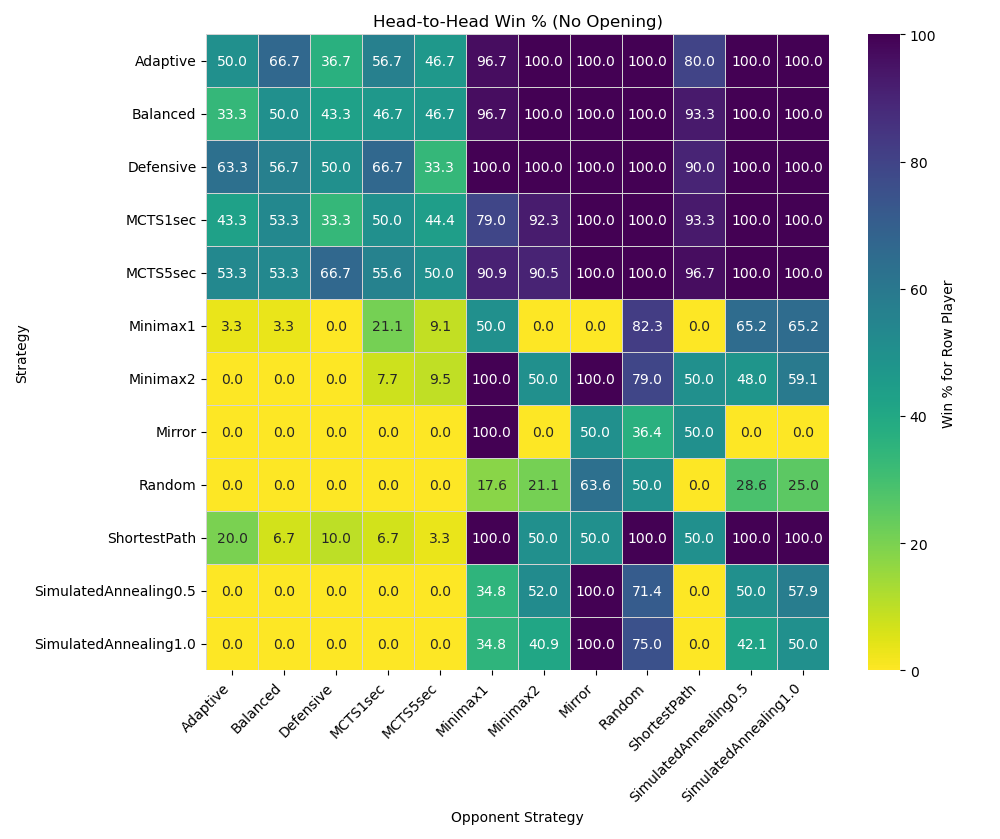 Head-to-Head Win % (No Opening)
Adaptive 50.0 66.7 36.7 56.7 46.7 96.7 100.0 100.0 100.0 80.0 100.0 100.0
Balanced 33.3 50.0 43.3 46.7 46.7 96.7 100.0 100.0 100.0 93.3 100.0 100.0
Defensive 63.3 56.7 50.0 66.7 33.3 100.0 100.0 100.0 100.0 90.0 100.0 100.0
MCTS1sec 43.3 53.3 33.3 50.0 44.4 79.0 92.3 100.0 100.0 93.3 100.0 100.0
MCTS5sec 53.3 53.3 66.7 55.6 50.0 90.9 90.5 100.0 100.0 96.7 100.0 100.0
Minimax1 3.3 3.3 0.0 21.1 9.1 50.0 0.0 0.0 82.3 0.0 65.2 65.2
Minimax2 0.0 0.0 0.0 7.7 9.5 100.0 50.0 100.0 79.0 50.0 48.0 59.1
Mirror 0.0 0.0 0.0 0.0 0.0 100.0 0.0 50.0 36.4 50.0 0.0 0.0
Random 0.0 0.0 0.0 0.0 0.0 17.6 21.1 63.6 50.0 0.0 28.6 25.0
ShortestPath 20.0 6.7 10.0 6.7 3.3 100.0 50.0 50.0 100.0 50.0 100.0 100.0
SimulatedAnnealing0.5 0.0 0.0 0.0 0.0 0.0 34.8 52.0 100.0 71.4 0.0 50.0 57.9
SimulatedAnnealing1.0 0.0 0.0 0.0 0.0 0.0 34.8 40.9 100.0 75.0 0.0 42.1 50.0
Adaptive Balanced Defensive MCTS1sec MCTS5sec Minimax1 Minimax2 Mirror Random ShortestPath SimulatedAnnealing0.5 SimulatedAnnealing1.0
Opponent Strategy
Strategy
100
80
60
40
20
0
Win % for Row Player